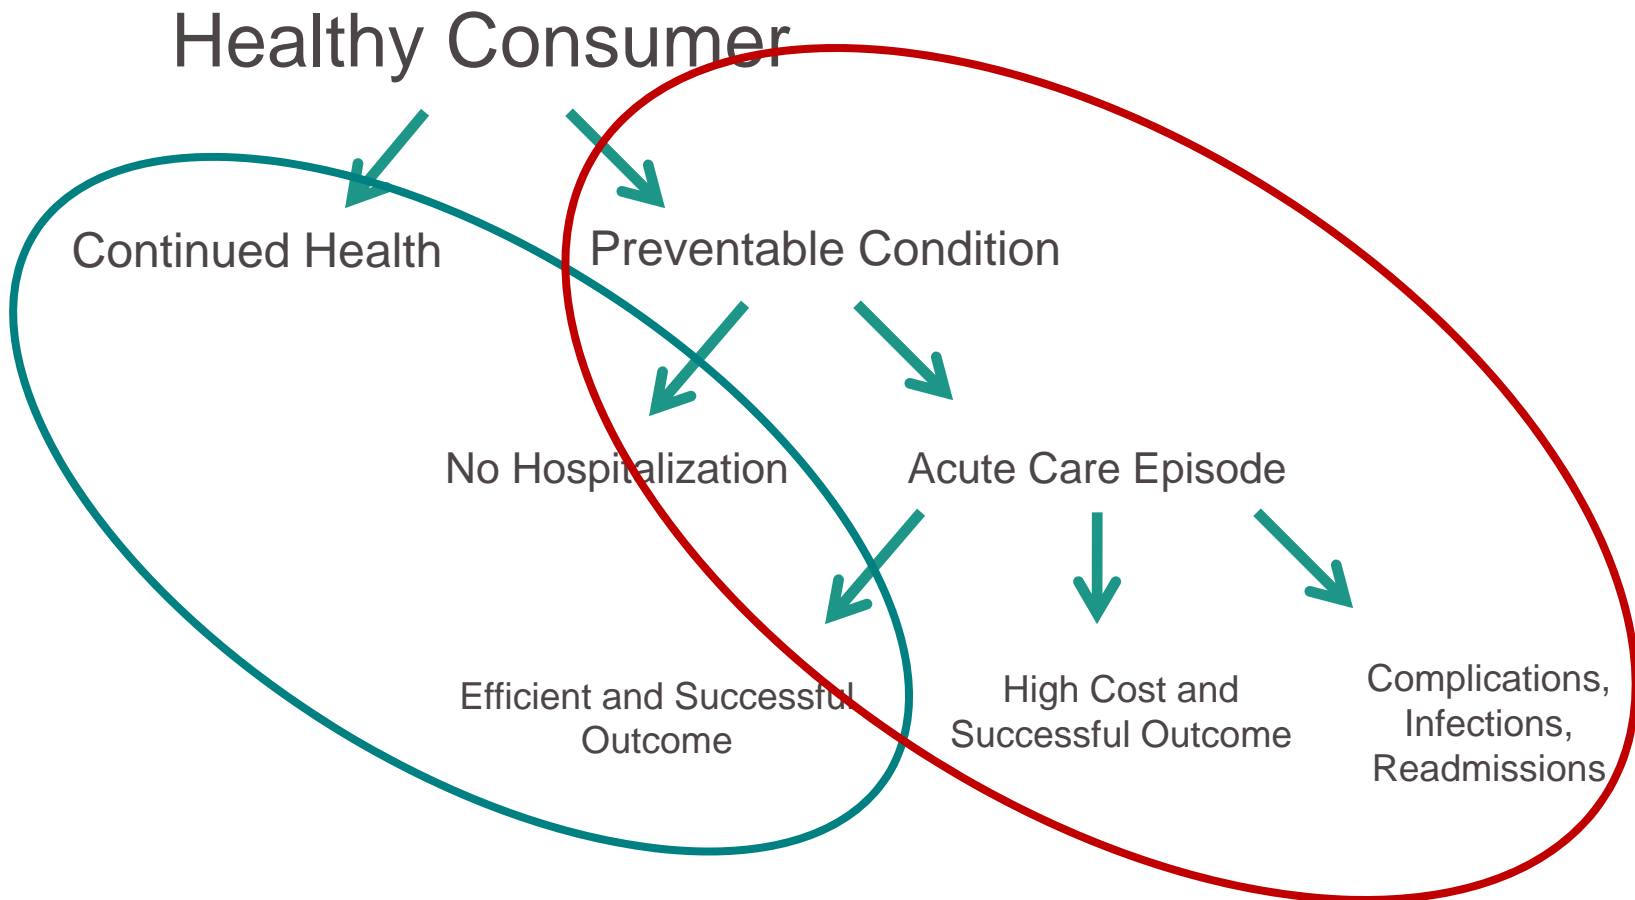 Healthy Consumer
Continued Health
Preventable Condition
No Hospitalization
Acute Care Episode
Efficient and Successful
Outcome
High Cost and
Successful Outcome
Complications,
Infections,
Readmissions